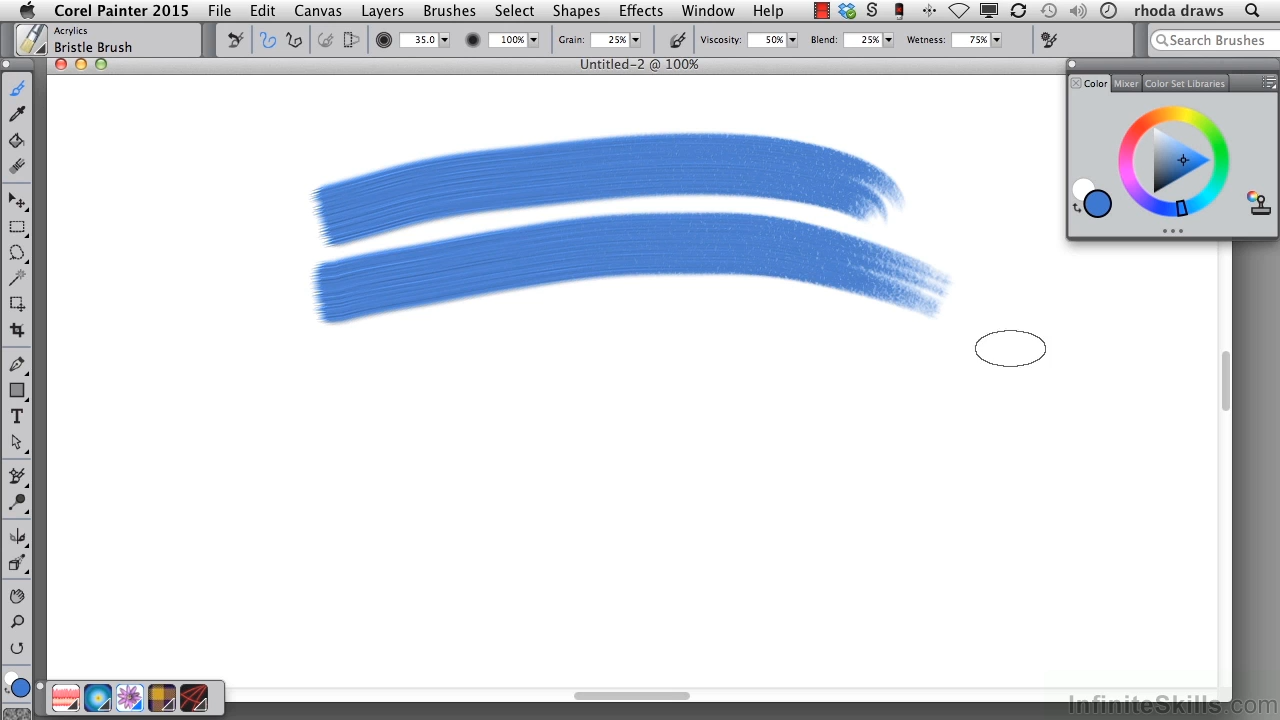 Corel Painter 2015 File Edit Canvas Layers Brushes Select Shapes Effects Window Help rhoda draws
Acrylics
Bristle Brush
35.0 100% Grain: 25% Viscosity: 50% Blend: 25% Wetness: 75% Search Brushes
Untitled-2 @ 100%
Color Mixer Color Set Libraries
T
InfiniteSkills.com